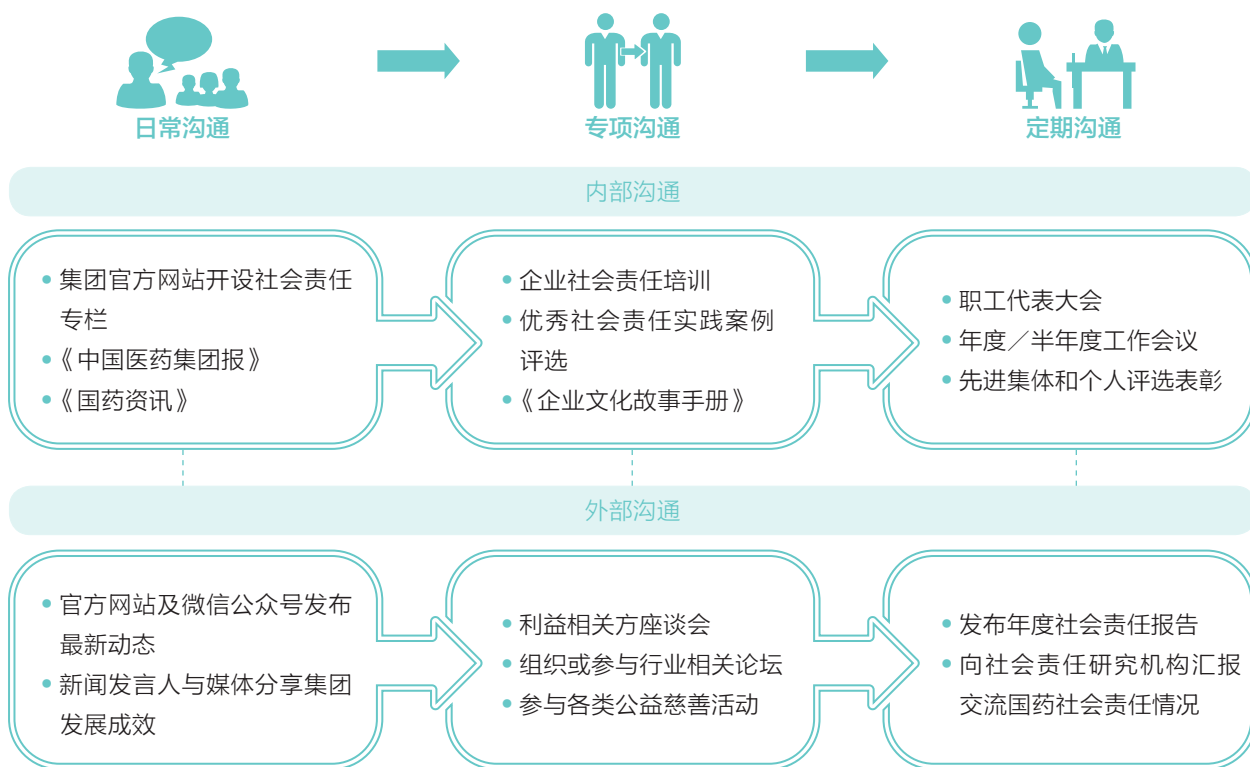 日常沟通
专项沟通
定期沟通
内部沟通
• 集团官方网站开设社会责任
专栏
• 《中国医药集团报》
• 《国药资讯》
• 企业社会责任培训
• 优秀社会责任实践案例
评选
• 《企业文化故事手册》
• 职工代表大会
• 年度／半年度工作会议
• 先进集体和个人评选表彰
外部沟通
• 官方网站及微信公众号发布
最新动态
• 新闻发言人与媒体分享集团
发展成效
• 利益相关方座谈会
• 组织或参与行业相关论坛
• 参与各类公益慈善活动
• 发布年度社会责任报告
• 向社会责任研究机构汇报
交流国药社会责任情况